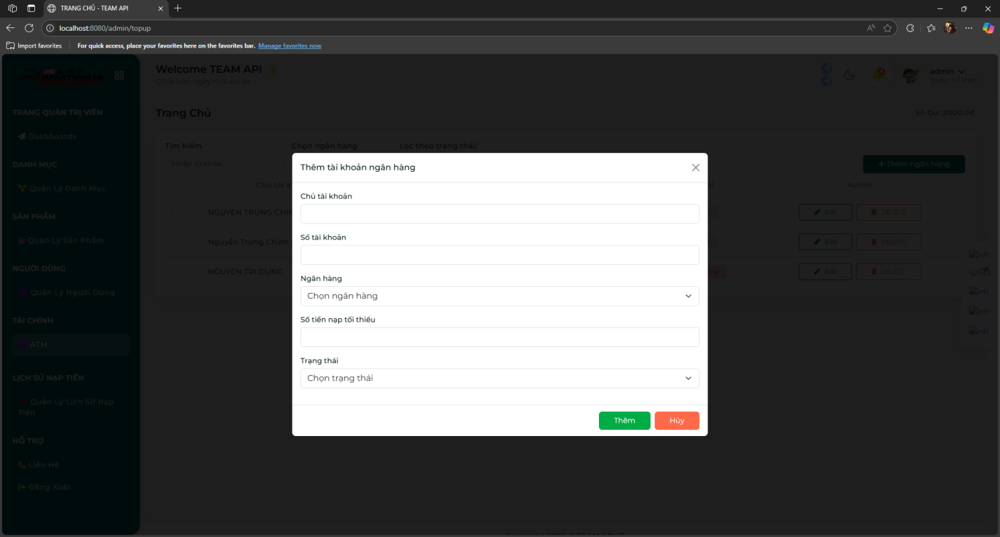 TRANG CHỦ - TEAM API
localhost:8080/admin/topup
Import favorites
For quick access, place your favorites here on the favorites bar. Manage favorites now
Welcome TEAM API
Chúc bạn ngày mới vui vẻ.
admin
Quản Trị Viên
TRANG QUẢN TRỊ VIÊN
Dashboards
DANH MỤC
Quản Lý Danh Mục
SẢN PHẨM
Quản Lý Sản Phẩm
NGƯỜI DÙNG
Quản Lý Người Dùng
TÀI CHÍNH
ATM
LỊCH SỬ NẠP TIỀN
Quản Lý Lịch Sử Nạp
Tiền
HỖ TRỢ
Liên Hệ
Đăng Xuất
Trang Chủ
Số Dư: 2000.0đ
Tìm kiếm
Chọn ngân hàng
Lọc theo trạng thái:
Nhập từ khóa...
+ Thêm ngân hàng
Action
NGUYEN TRUNG CHIN
Edit
DELETE
Nguyễn Trung Chinh
Edit
DELETE
NGUYEN TRI DUNG
Edit
DELETE
nft
nft
nft
nft
Thêm tài khoản ngân hàng
Chủ tài khoản
Số tài khoản
Ngân hàng
Chọn ngân hàng
Số tiền nạp tối thiểu
Trạng thái
Chọn trạng thái
Thêm
Hủy